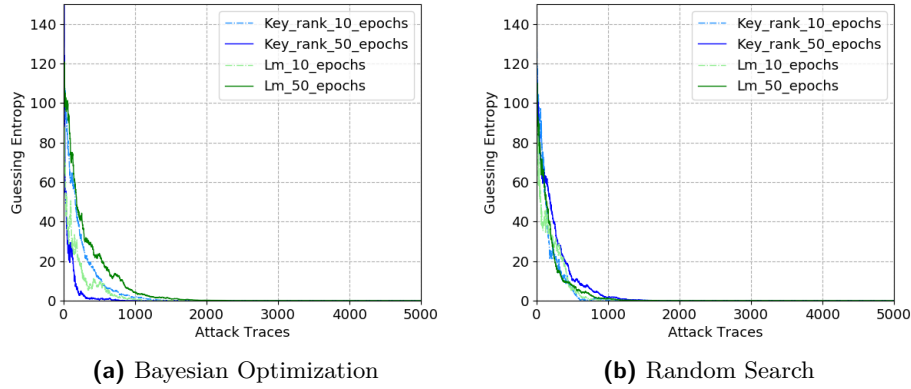 140
120
100
80
60
40
20
0
Guessing Entropy
Key_rank_10_epochs
Key_rank_50_epochs
Lm_10_epochs
Lm_50_epochs
0 1000 2000 3000 4000 5000
Attack Traces
(a) Bayesian Optimization
140
120
100
80
60
40
20
0
Guessing Entropy
Key_rank_10_epochs
Key_rank_50_epochs
Lm_10_epochs
Lm_50_epochs
0 1000 2000 3000 4000 5000
Attack Traces
(b) Random Search